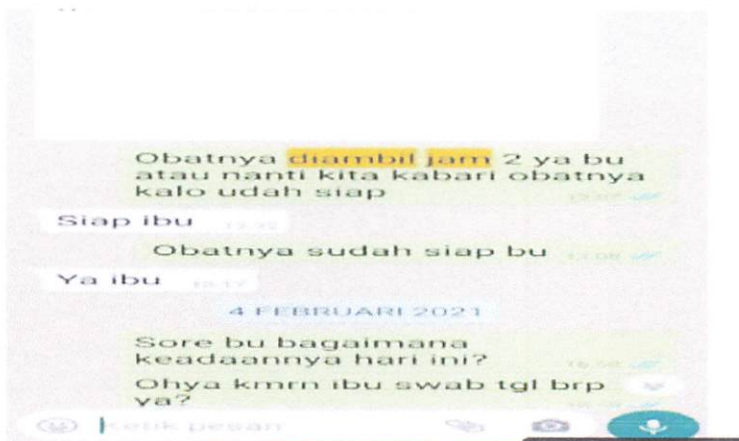 Obatnya diambil jam 2 ya bu
atau nanti kita kabari obatnya
kalo udah siap
Siap ibu
Obatnya sudah siap bu
Ya ibu
4 FEBRUARI 2021
Sore bu bagaimana
keadaannya hari ini?
Ohya kmrn ibu swab tgl brp
ya?
Ketik pesan